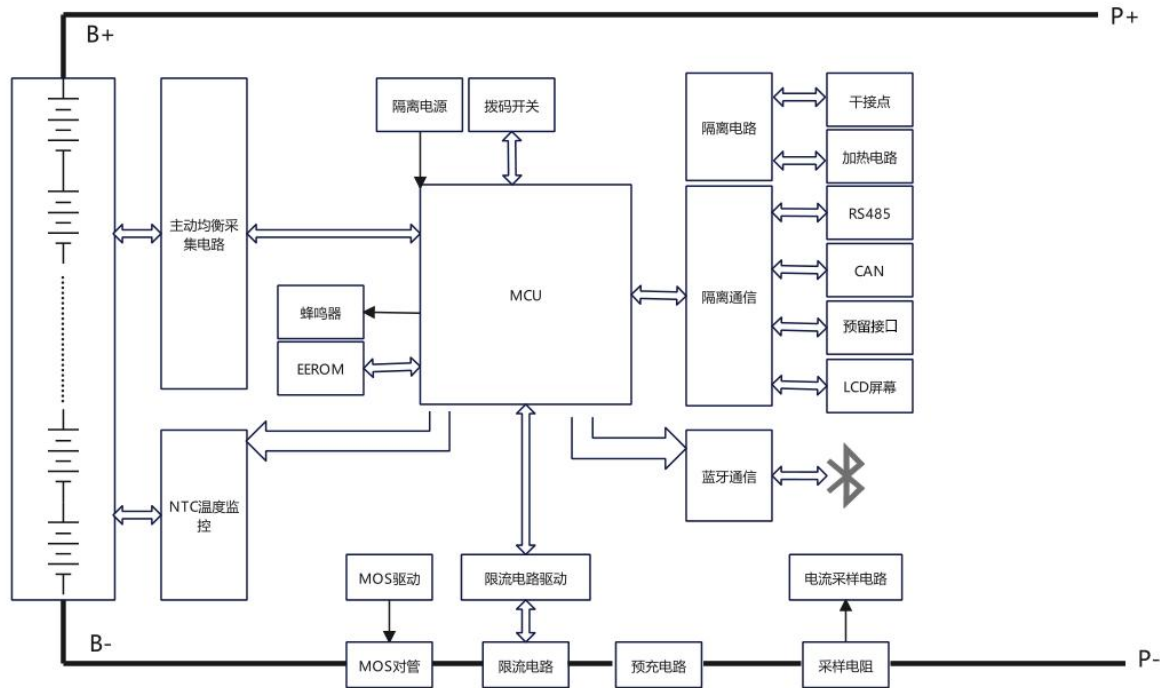 P+
B+
隔离电源
拨码开关
隔离电路
干接点
加热电路
主动均衡采
集电路
RS485
MCU
隔离通信
CAN
蜂鸣器
预留接口
EEROM
LCD屏幕
NTC温度监
控
蓝牙通信
MOS驱动
限流电路驱动
电流采样电路
B-
MOS对管
限流电路
预充电路
采样电阻
P-